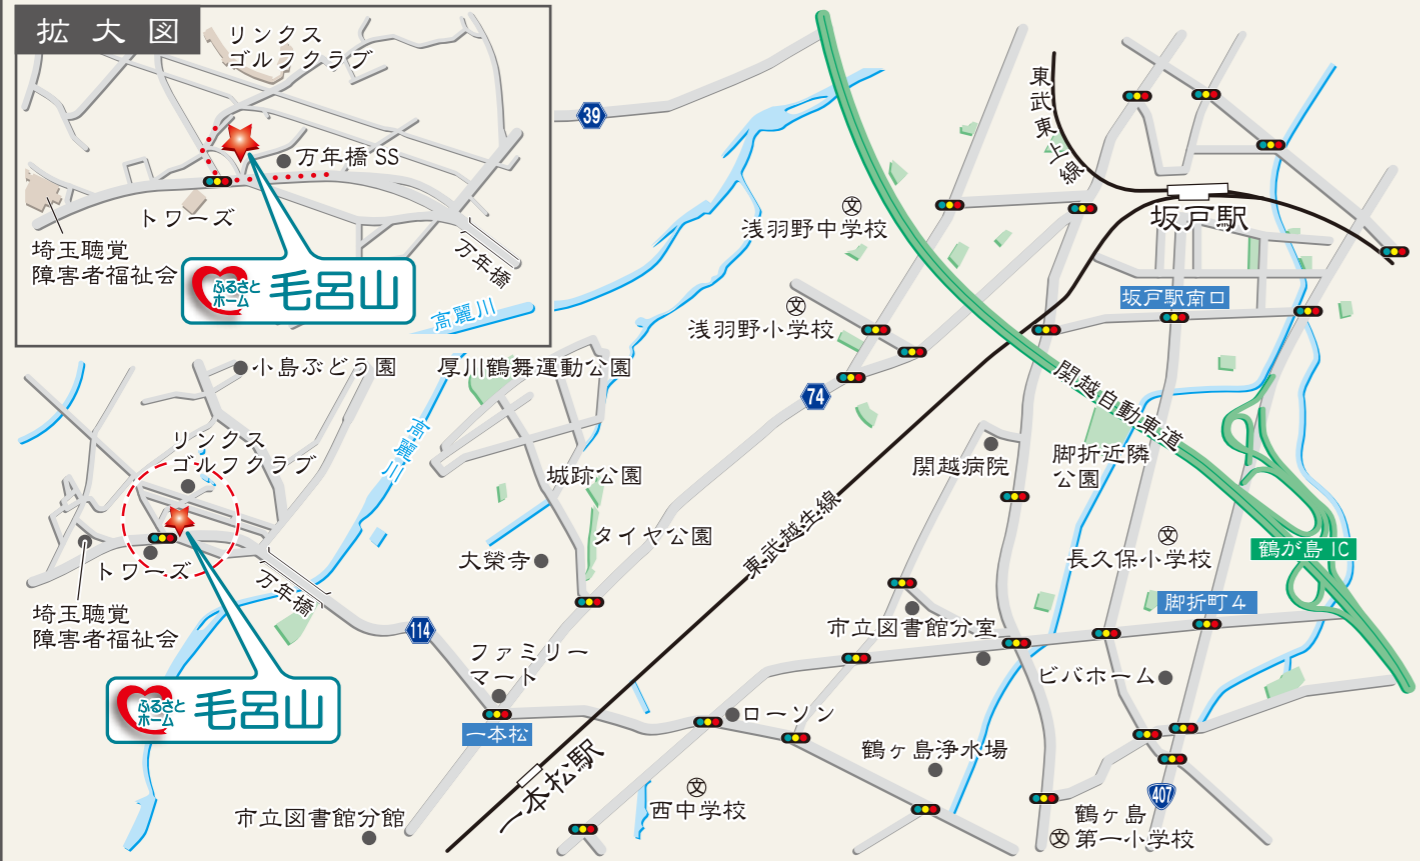 拡大図
リンクス
ゴルフクラブ
万年橋 SS
トワーズ
埼玉聴覚
障害者福祉会
万年橋
ふるさと
ホーム
毛呂山
高麗川
39
東武東上線
坂戸駅
浅羽野中学校
浅羽野小学校
坂戸駅南口
小島ぶどう園
厚川鶴舞運動公園
74
関越自動車道
リンクス
ゴルフクラブ
高麗川
城跡公園
関越病院
脚折近隣
公園
タイヤ公園
東武越生線
大榮寺
長久保小学校
鶴が島 IC
トワーズ
万年橋
埼玉聴覚
障害者福祉会
脚折町4
114
市立図書館分室
ファミリー
マート
ビバホーム
ふるさと
ホーム
毛呂山
一本松
ローソン
鶴ヶ島浄水場
一本松駅
文
西中学校
407
市立図書館分館
鶴ヶ島
文 第一小学校
文
文
文